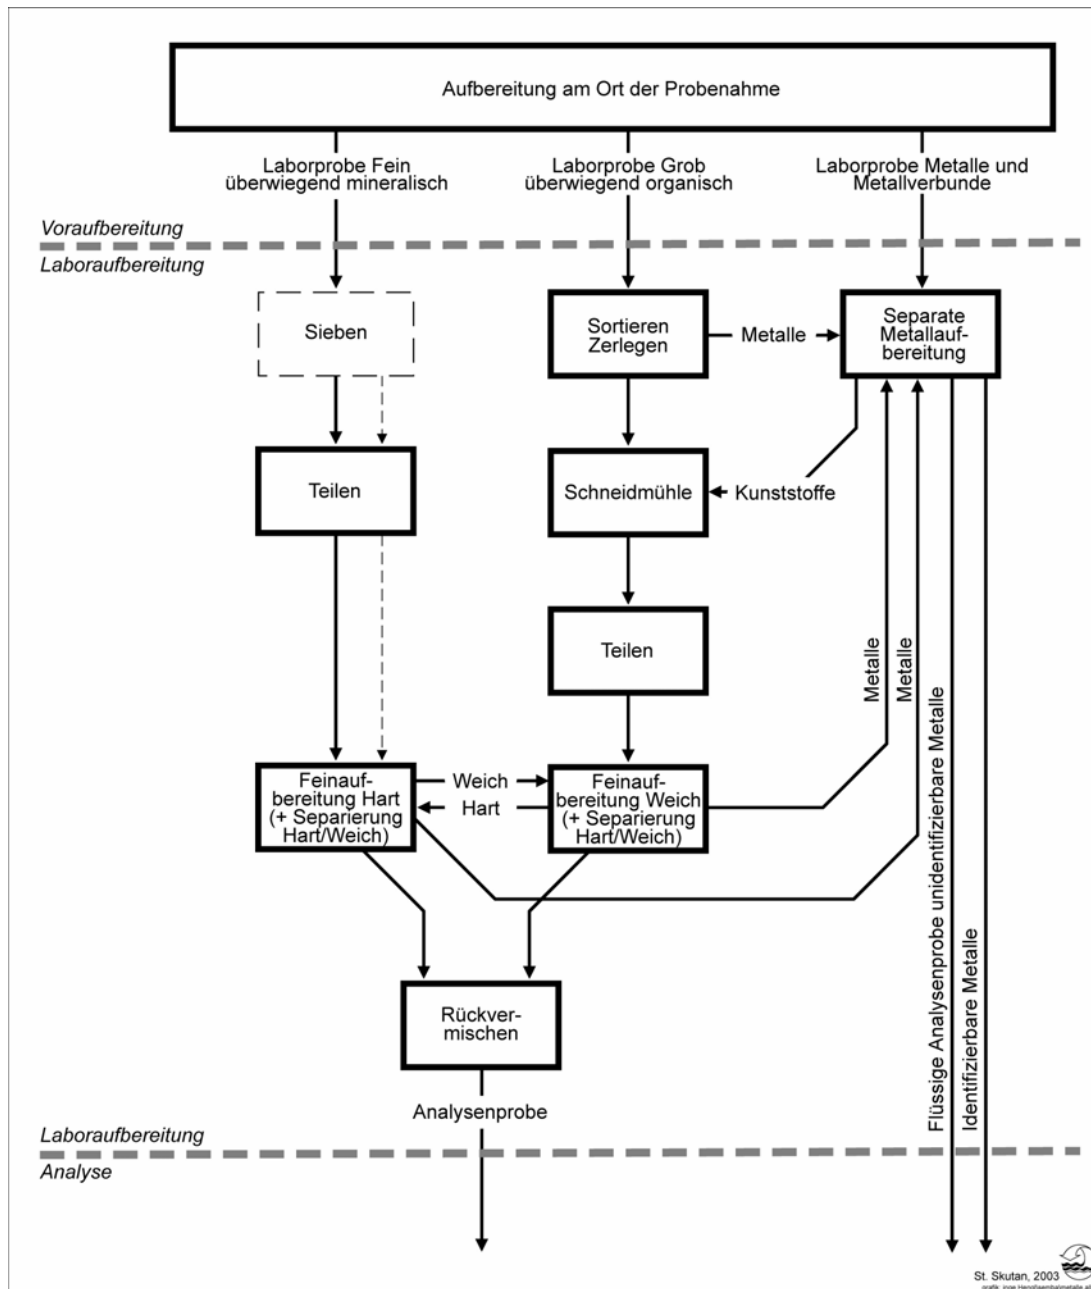 Aufbereitung am Ort der Probenahme
Laborprobe Fein
überwiegend mineralisch
Laborprobe Grob
überwiegend organisch
Laborprobe Metalle und
Metallverbunde
Voraufbereitung
Laboraufbereitung
Sieben
Sortieren
Zerlegen
Metalle
Separate
Metallauf-
bereitung
Teilen
Schneidmühle
Kunststoffe
Teilen
Metalle
Metalle
Flüssige Analysenprobe unidentifizierbare Metalle
Identifizierbare Metalle
Feinauf-
bereitung Hart
(+ Separierung
Hart/Weich)
Weich
Hart
Feinauf-
bereitung Weich
(+ Separierung
Hart/Weich)
Rückver-
mischen
Analysenprobe
Laboraufbereitung
Analyse
St. Skutan, 2003